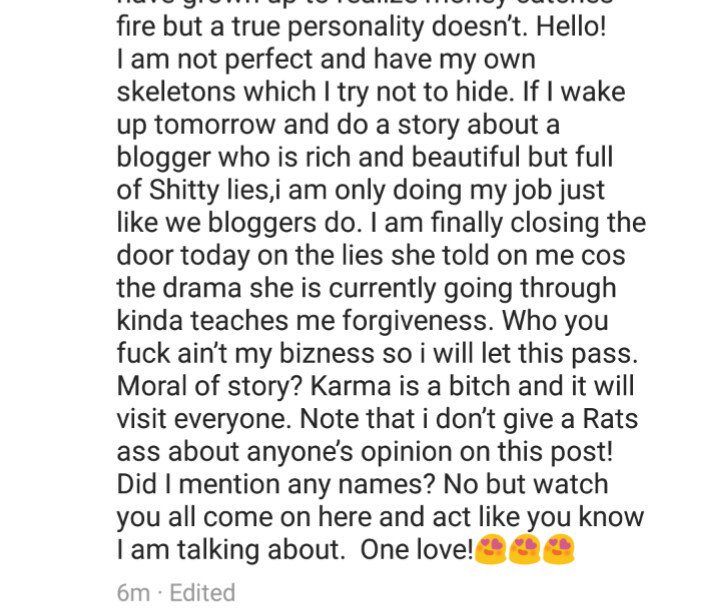 fire but a true personality doesn't. Hello!
I am not perfect and have my own
skeletons which I try not to hide. If I wake
up tomorrow and do a story about a
blogger who is rich and beautiful but full
of Shitty lies,i am only doing my job just
like we bloggers do. I am finally closing the
door today on the lies she told on me cos
the drama she is currently going through
kinda teaches me forgiveness. Who you
fuck ain't my bizness so i will let this pass.
Moral of story? Karma is a bitch and it will
visit everyone. Note that i don't give a Rats
ass about anyone's opinion on this post!
Did I mention any names? No but watch
you all come on here and act like you know
I am talking about.  One love!😍😍😍
6m · Edited